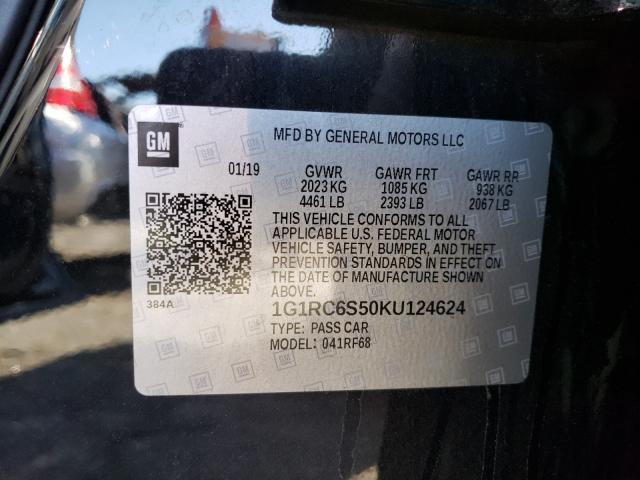 GM
MFD BY GENERAL MOTORS LLC
01/19 GVWR GAWR FRT GAWR RR
2023 KG 1085 KG 938 KG
4461 LB 2393 LB 2067 LB
THIS VEHICLE CONFORMS TO ALL
APPLICABLE U.S. FEDERAL MOTOR
VEHICLE SAFETY, BUMPER, AND THEFT
PREVENTION STANDARDS IN EFFECT ON
THE DATE OF MANUFACTURE SHOWN
ABOVE.
384A
1G1RC6S50KU124624
TYPE: PASS CAR
MODEL: 041RF68